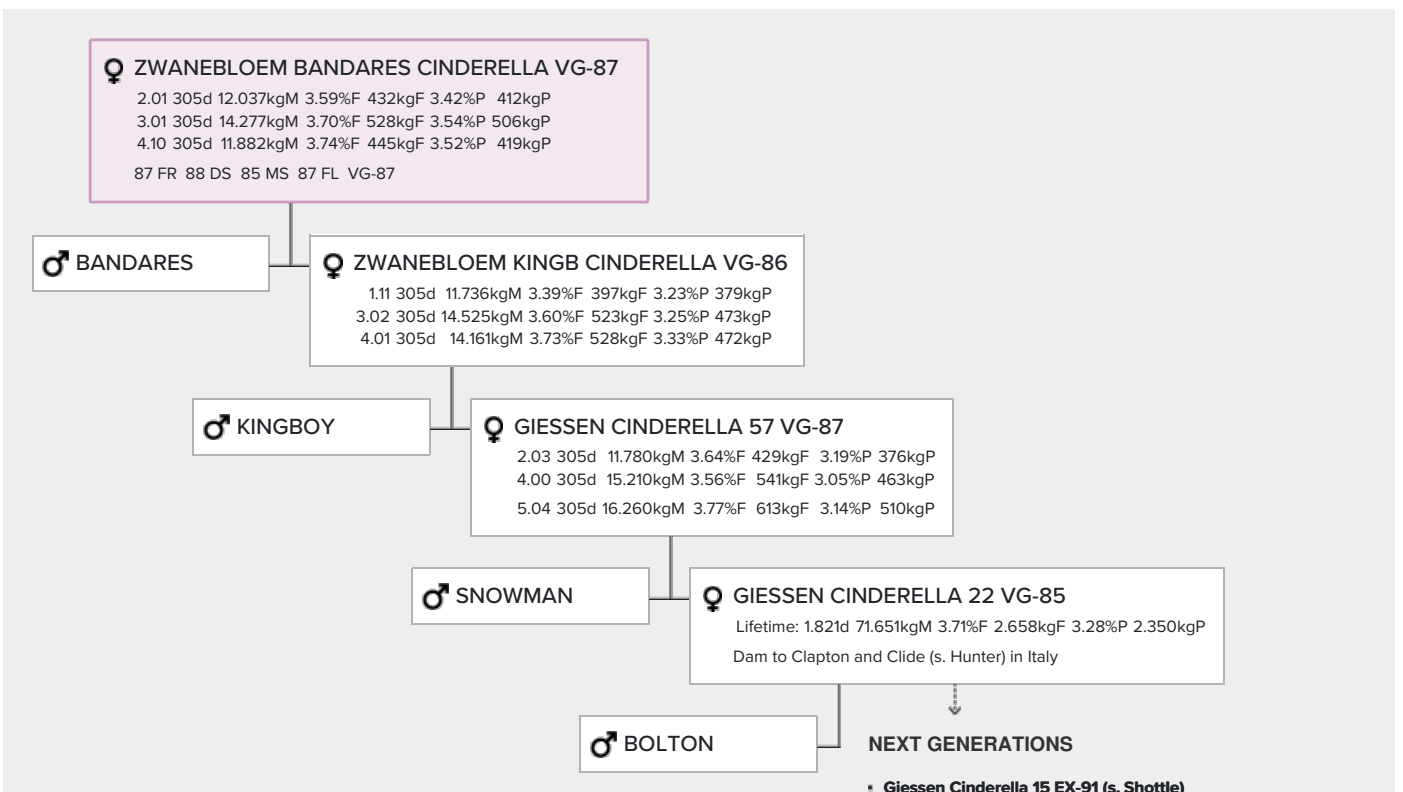 ZWANEBLOEM BANDARES CINDERELLA VG-87
2.01 305d 12.037kgM 3.59%F 432kgF 3.42%P 412kgP
3.01 305d 14.277kgM 3.70%F 528kgF 3.54%P 506kgP
4.10 305d 11.882kgM 3.74%F 445kgF 3.52%P 419kgP
87 FR 88 DS 85 MS 87 FL VG-87
BANDARES
ZWANEBLOEM KINGB CINDERELLA VG-86
1.11 305d 11.736kgM 3.39%F 397kgF 3.23%P 379kgP
3.02 305d 14.525kgM 3.60%F 523kgF 3.25%P 473kgP
4.01 305d 14.161kgM 3.73%F 528kgF 3.33%P 472kgP
KINGBOY
GIESSEN CINDERELLA 57 VG-87
2.03 305d 11.780kgM 3.64%F 429kgF 3.19%P 376kgP
4.00 305d 15.210kgM 3.56%F 541kgF 3.05%P 463kgP
5.04 305d 16.260kgM 3.77%F 613kgF 3.14%P 510kgP
SNOWMAN
GIESSEN CINDERELLA 22 VG-85
Lifetime: 1.821d 71.651kgM 3.71%F 2.658kgF 3.28%P 2.350kgP
Dam to Clapton and Clide (s. Hunter) in Italy
BOLTON
NEXT GENERATIONS
▪ Giessen Cinderella 15 EX-91 (s. Shottle)